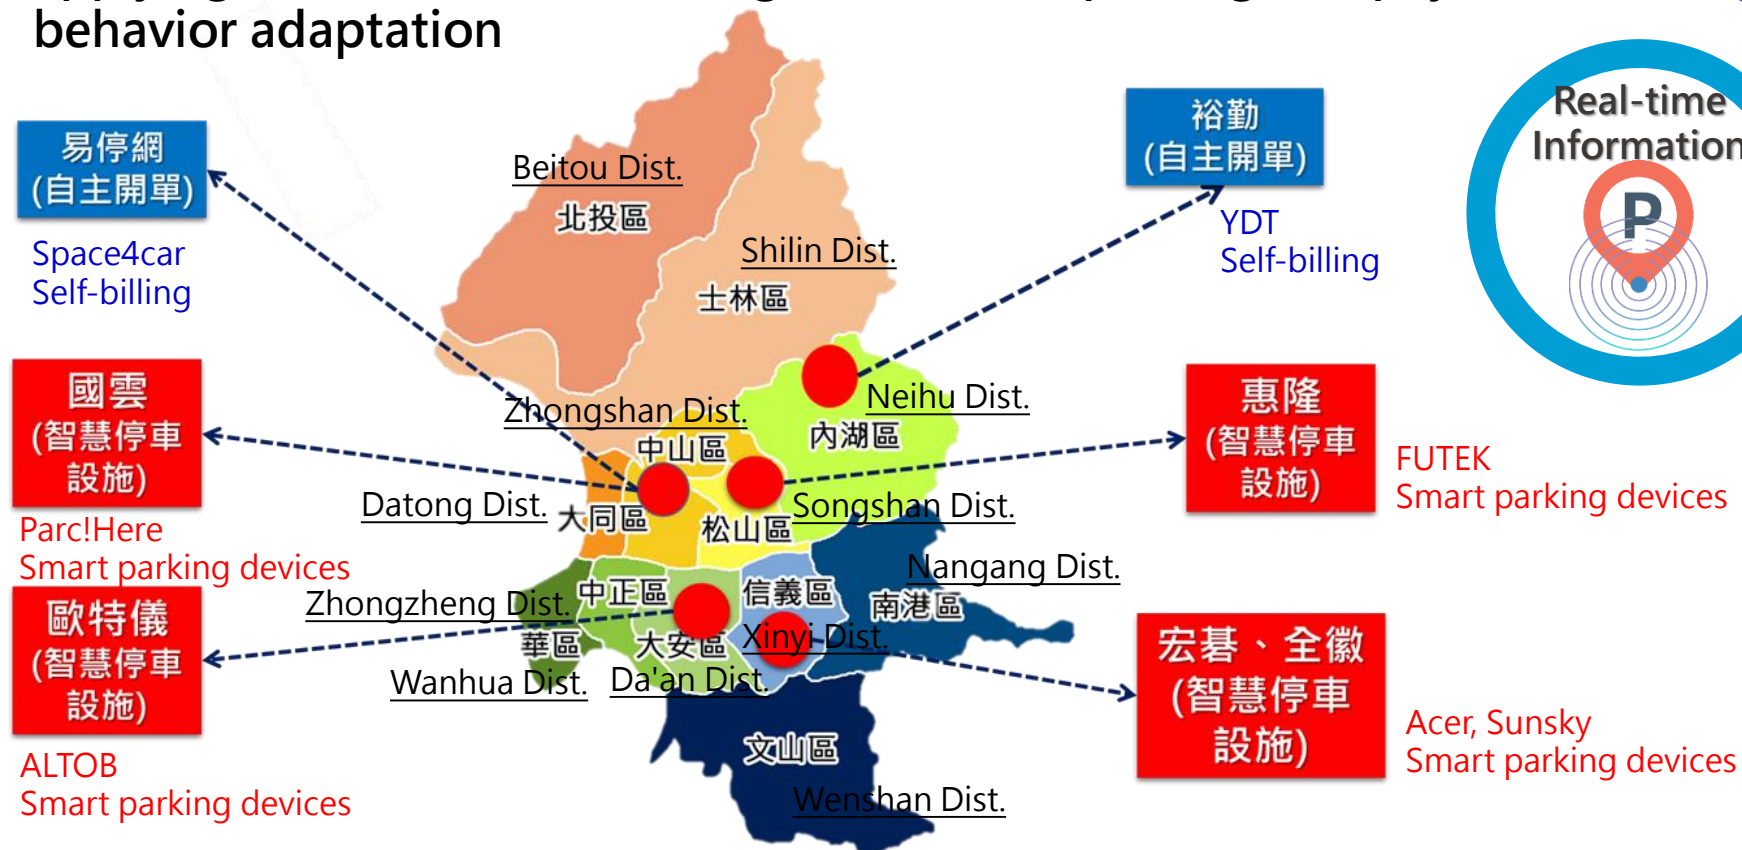 behavior adaptation
易停網
(自主開單)
Space4car
Self-billing
裕勤
(自主開單)
YDT
Self-billing
Real-time
Information
P
Beitou Dist.
北投區
Shilin Dist.
士林區
國雲
(智慧停車
設施)
Parc!Here
Smart parking devices
Zhongshan Dist.
中山區
Neihu Dist.
內湖區
惠隆
(智慧停車
設施)
FUTEK
Smart parking devices
Datong Dist.
大同區
松山區
Songshan Dist.
Nangang Dist.
南港區
Zhongzheng Dist.
中正區
信義區
Xinyi Dist.
華區
大安區
Wanhua Dist.
Da'an Dist.
歐特儀
(智慧停車
設施)
ALTOB
Smart parking devices
宏碁、全徽
(智慧停車
設施)
Acer, Sunsky
Smart parking devices
文山區
Wenshan Dist.